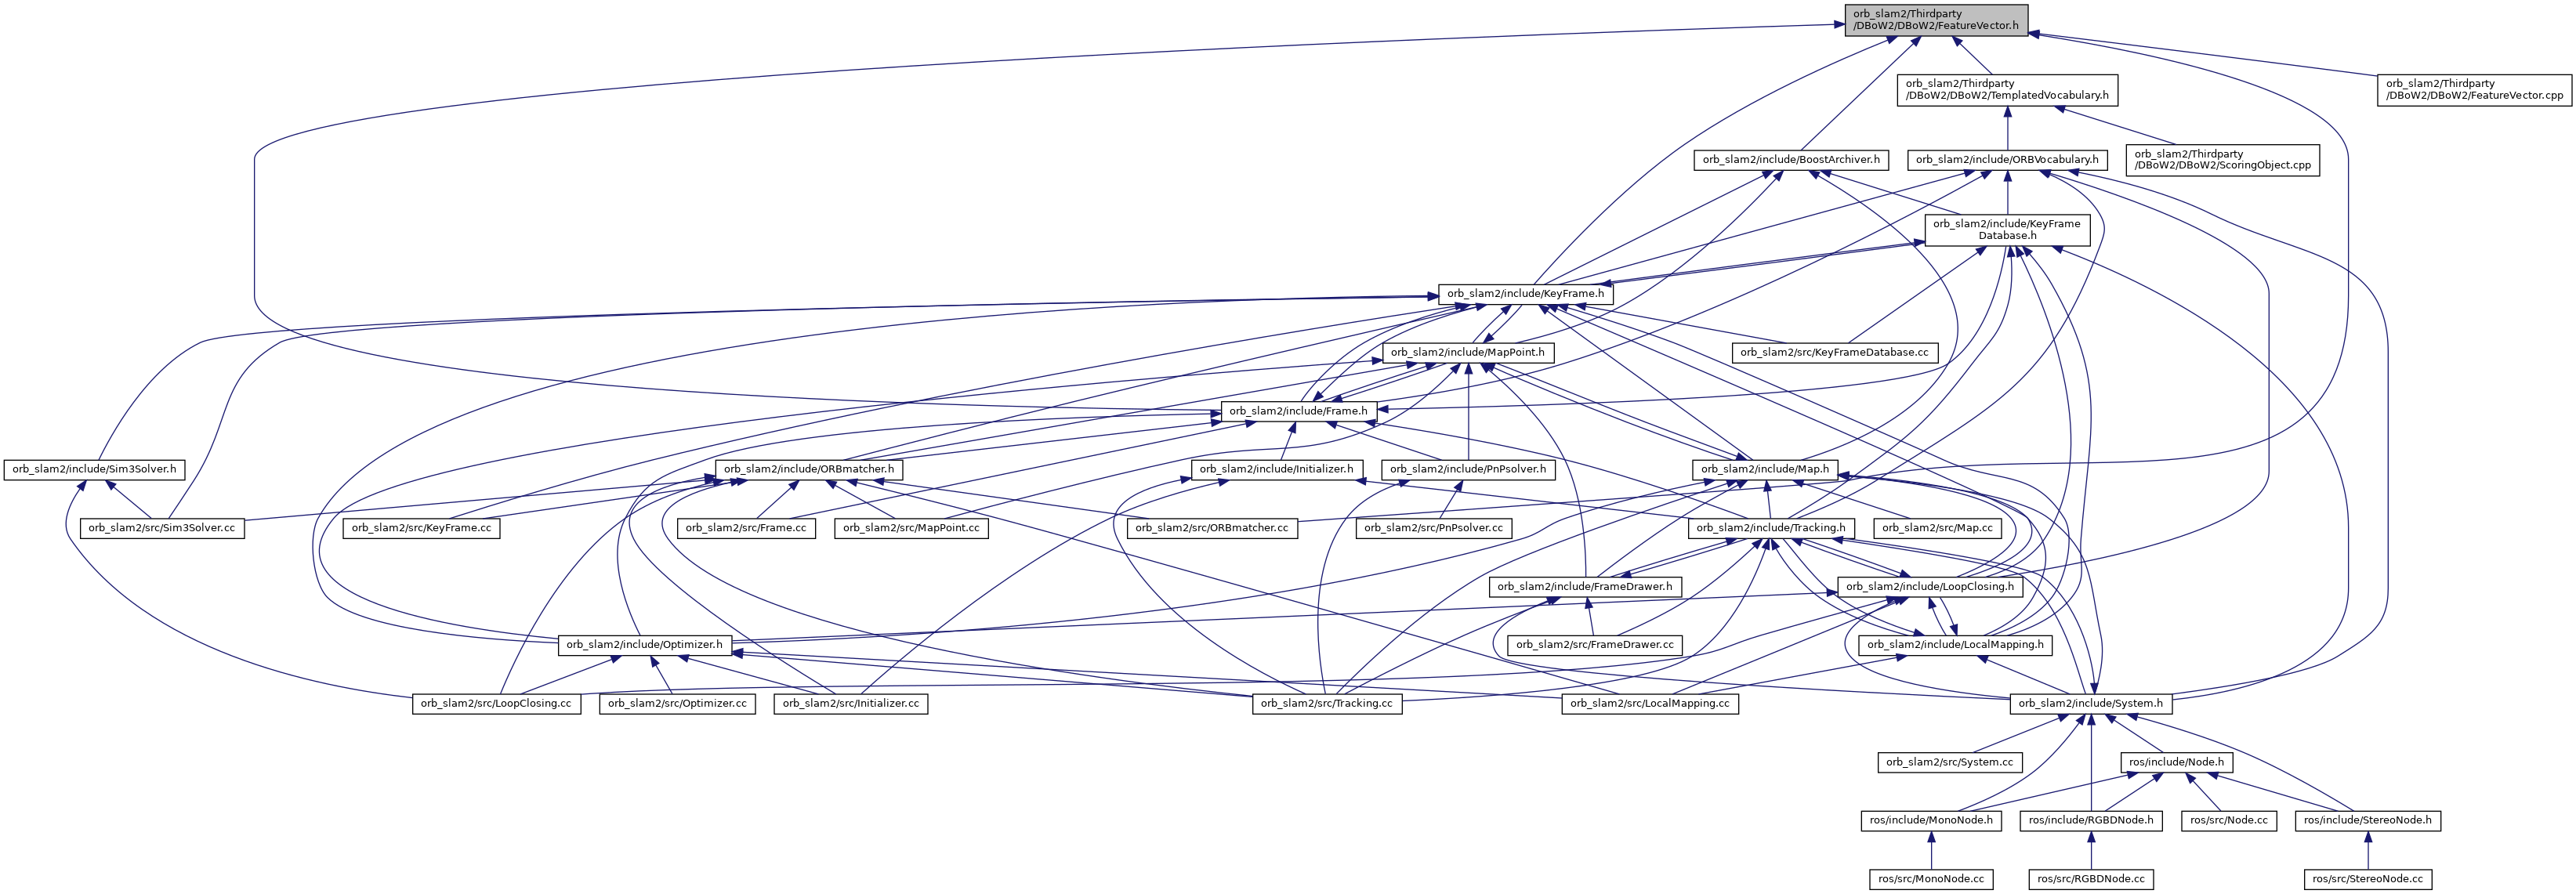 orb_slam2/Thirdparty
/DBoW2/DBoW2/FeatureVector.h
orb_slam2/Thirdparty
/DBoW2/DBoW2/TemplatedVocabulary.h
orb_slam2/Thirdparty
/DBoW2/DBoW2/FeatureVector.cpp
orb_slam2/include/BoostArchiver.h
orb_slam2/include/ORBVocabulary.h
orb_slam2/Thirdparty
/DBoW2/DBoW2/ScoringObject.cpp
orb_slam2/include/KeyFrame
Database.h
orb_slam2/include/KeyFrame.h
orb_slam2/include/MapPoint.h
orb_slam2/src/KeyFrameDatabase.cc
orb_slam2/include/Frame.h
orb_slam2/include/Sim3Solver.h
orb_slam2/include/ORBmatcher.h
orb_slam2/include/Initializer.h
orb_slam2/include/PnPsolver.h
orb_slam2/include/Map.h
orb_slam2/src/Sim3Solver.cc
orb_slam2/src/KeyFrame.cc
orb_slam2/src/Frame.cc
orb_slam2/src/MapPoint.cc
orb_slam2/src/ORBmatcher.cc
orb_slam2/src/PnPsolver.cc
orb_slam2/include/Tracking.h
orb_slam2/src/Map.cc
orb_slam2/include/FrameDrawer.h
orb_slam2/include/LoopClosing.h
orb_slam2/include/Optimizer.h
orb_slam2/src/FrameDrawer.cc
orb_slam2/include/LocalMapping.h
orb_slam2/src/LoopClosing.cc
orb_slam2/src/Optimizer.cc
orb_slam2/src/Initializer.cc
orb_slam2/src/Tracking.cc
orb_slam2/src/LocalMapping.cc
orb_slam2/include/System.h
orb_slam2/src/System.cc
ros/include/Node.h
ros/include/MonoNode.h
ros/include/RGBDNode.h
ros/src/Node.cc
ros/include/StereoNode.h
ros/src/MonoNode.cc
ros/src/RGBDNode.cc
ros/src/StereoNode.cc